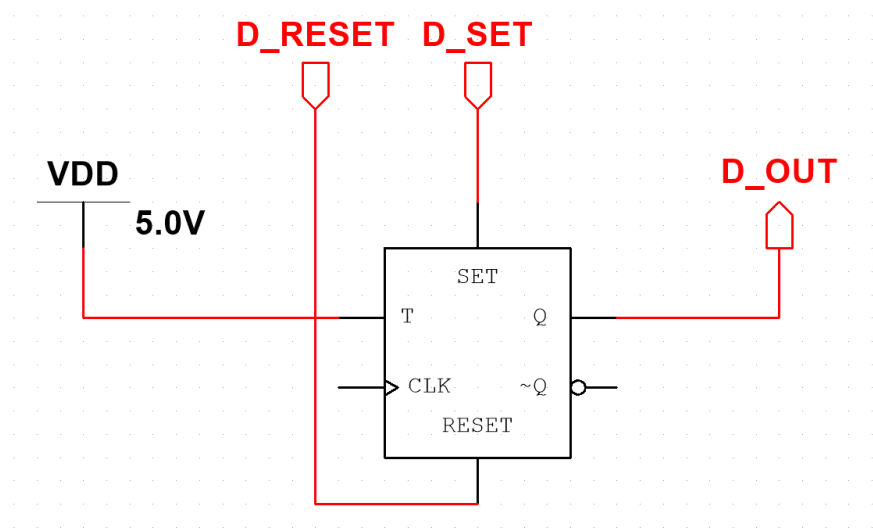 D_RESET D_SET
VDD
D_OUT
5.0V
SET
T Q
CLK ~Q
RESET